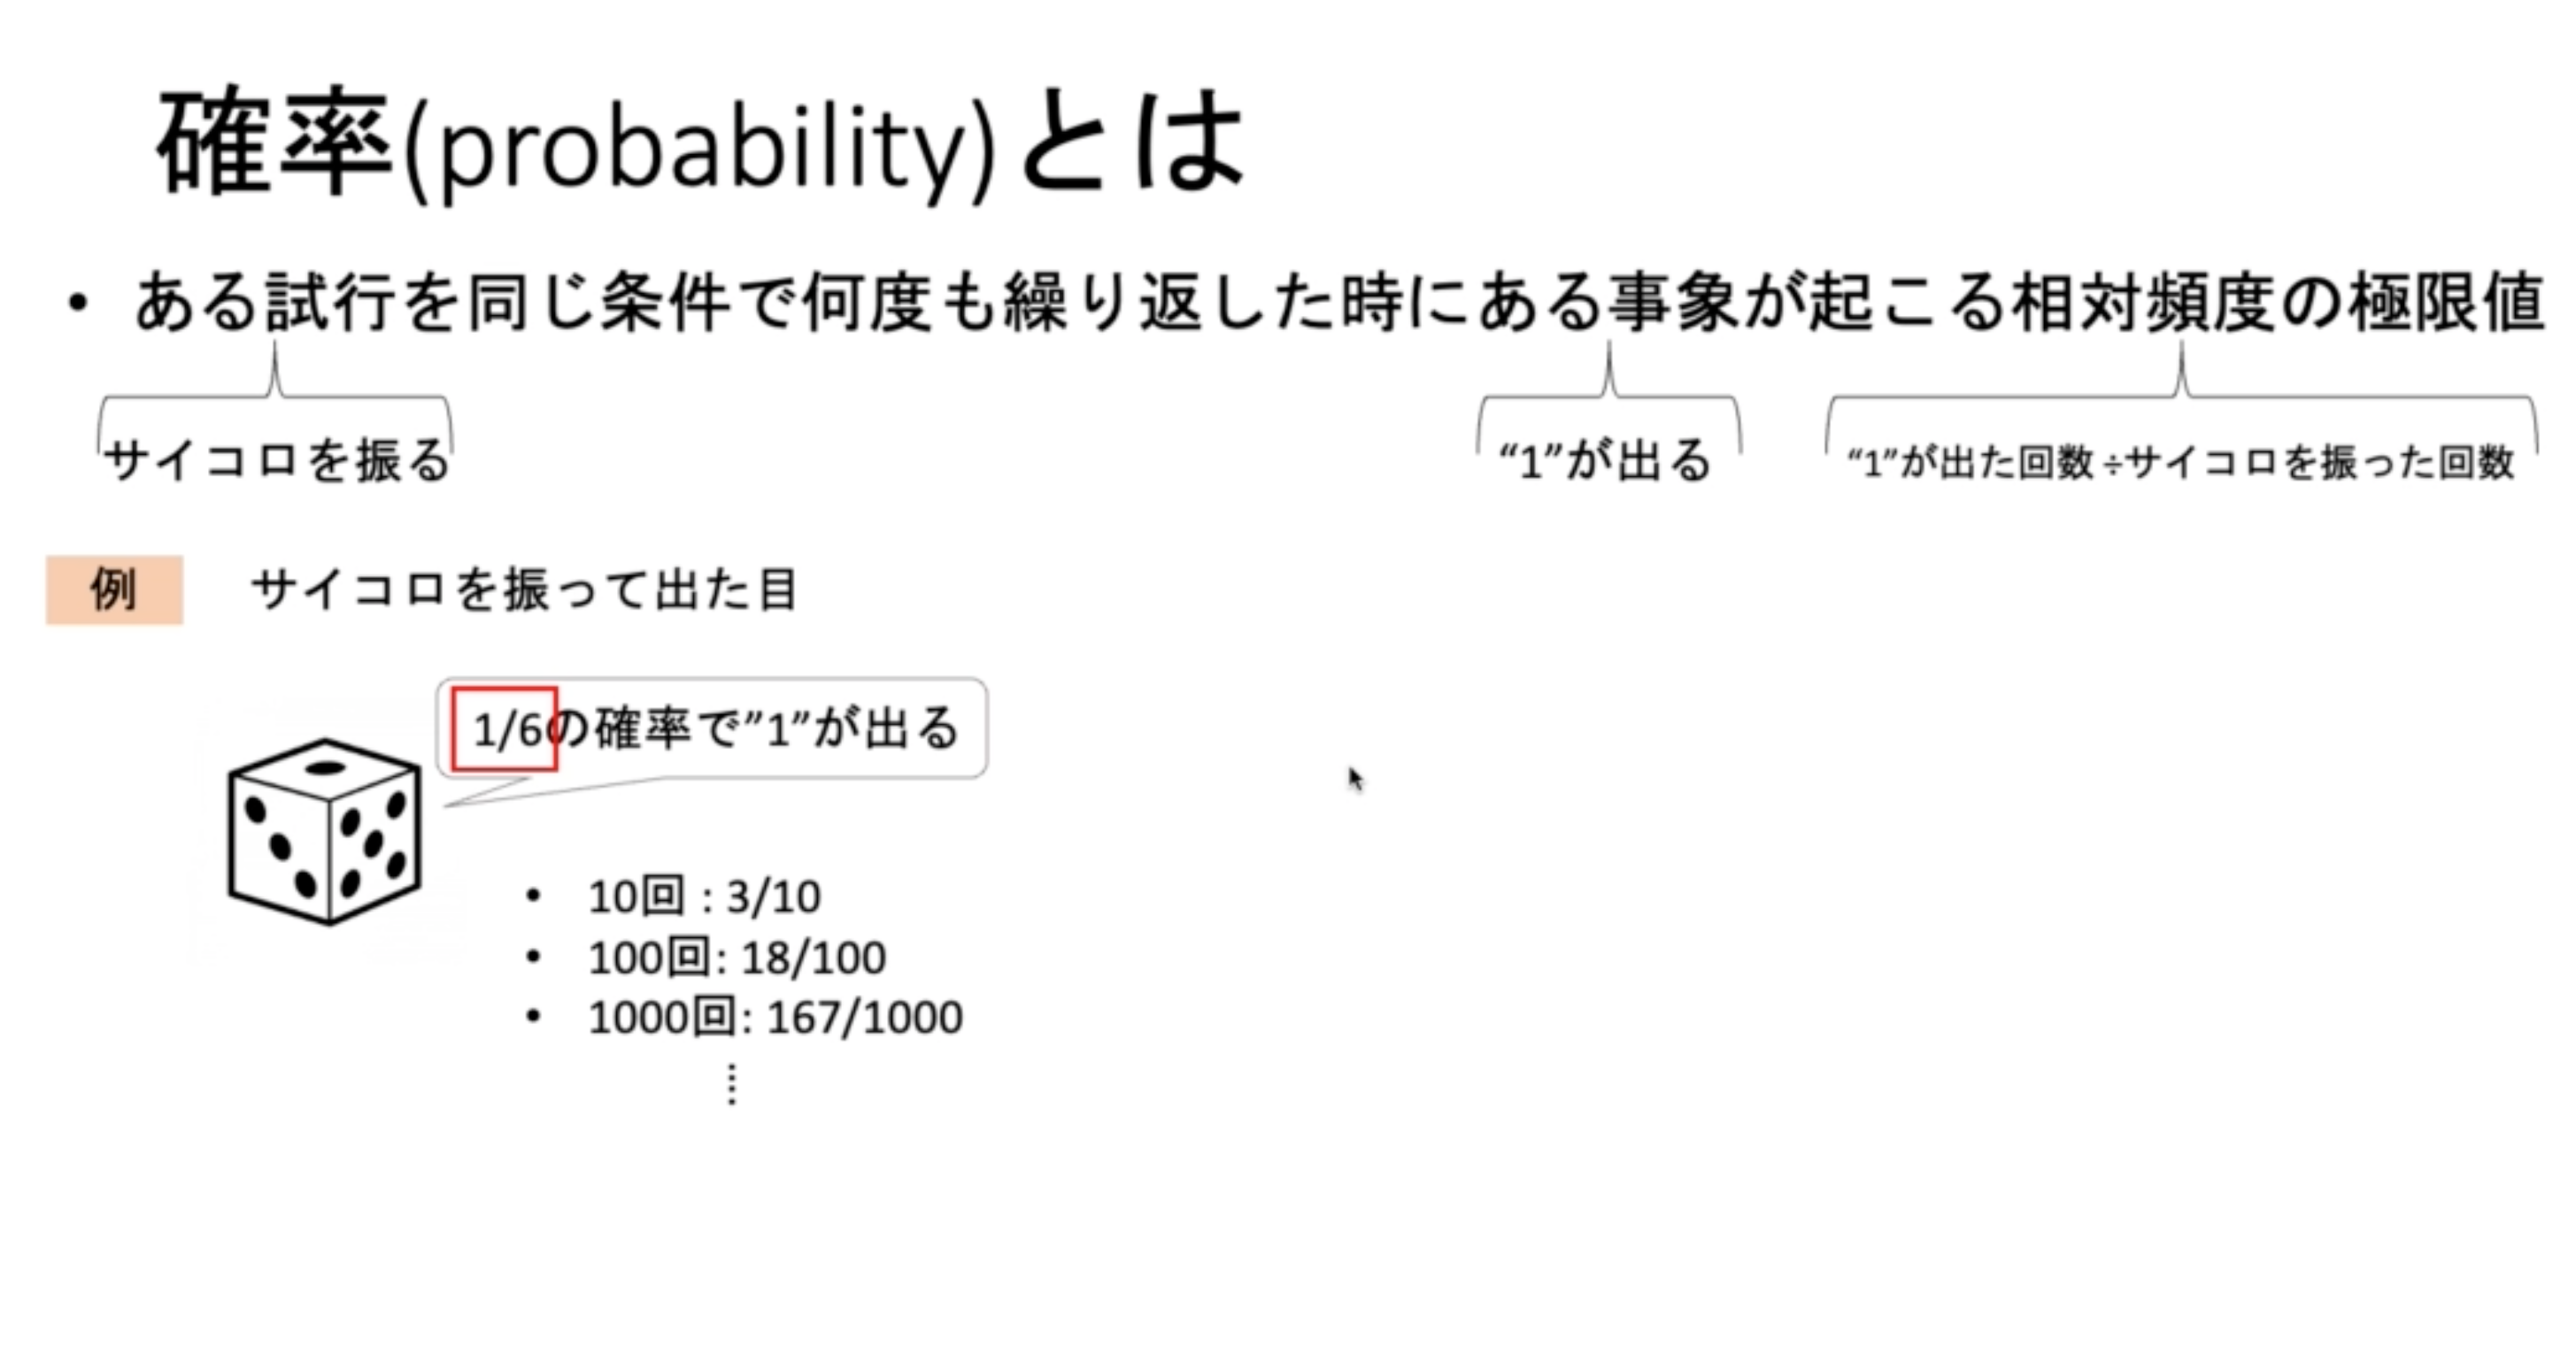 確率(probability)とは
• ある試行を同じ条件で何度も繰り返した時にある事象が起こる相対頻度の極限値
サイコロを振る
“1”が出る
“1”が出た回数÷サイコロを振った回数
例
サイコロを振って出た目
1/6の確率で”1”が出る
• 10回 : 3/10
• 100回: 18/100
• 1000回: 167/1000
⋮